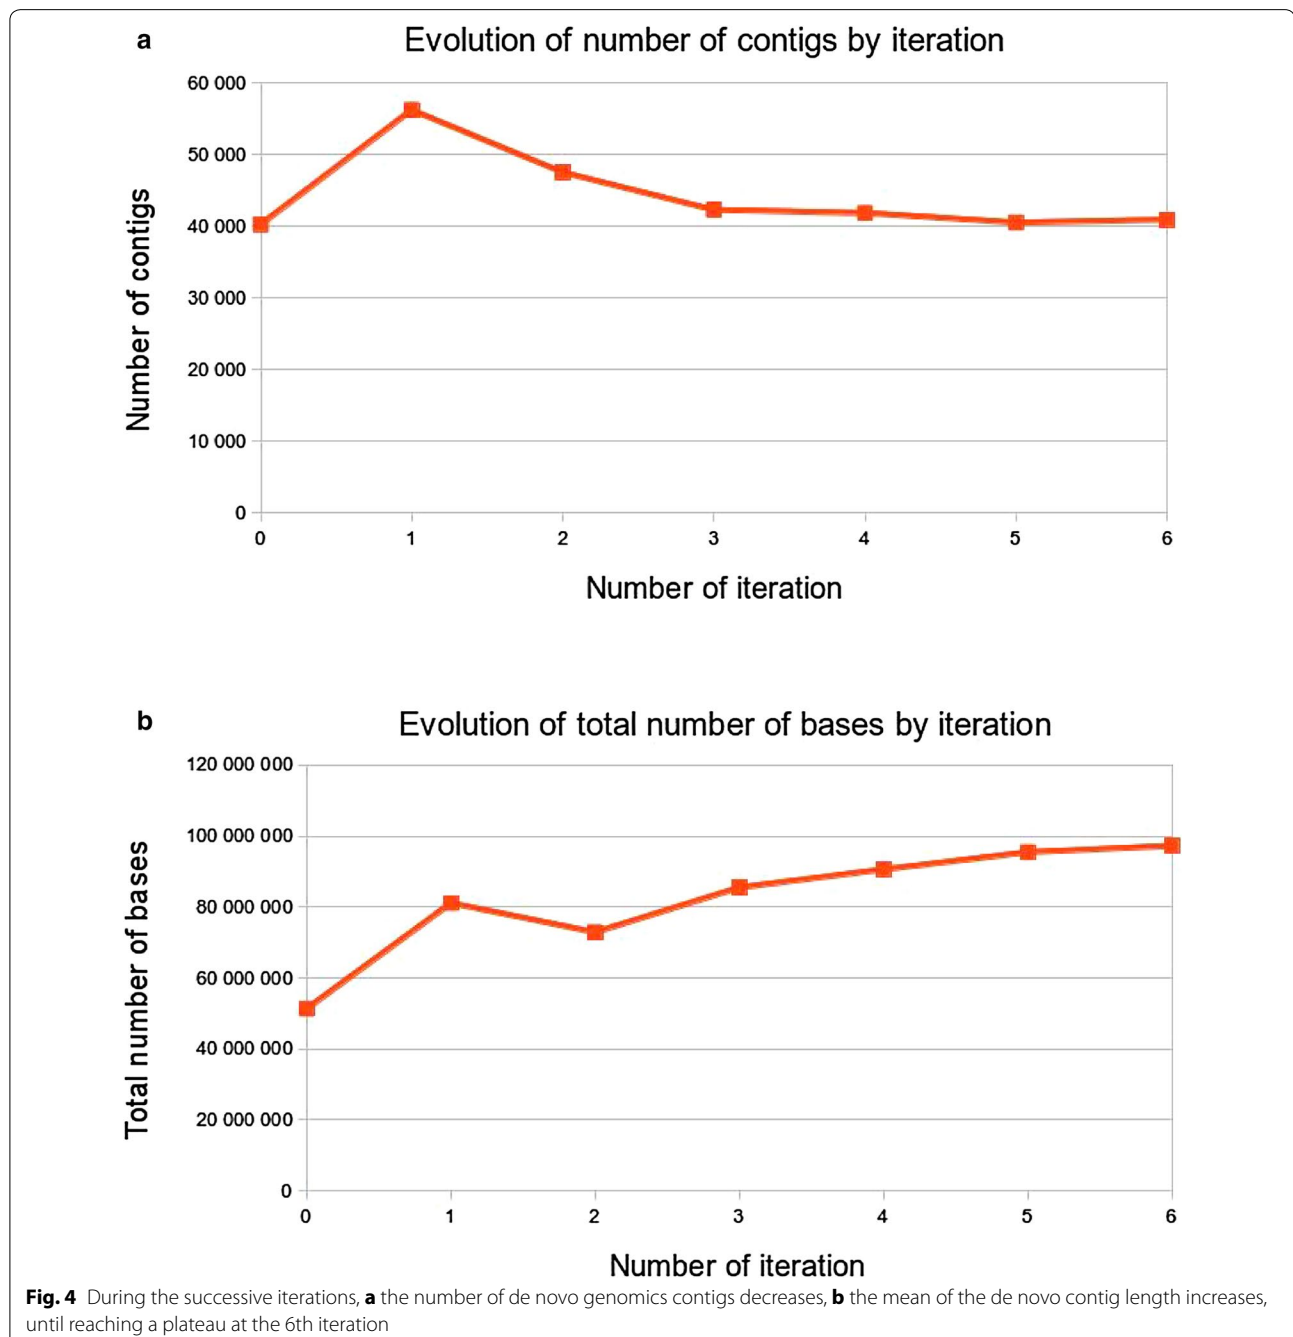 a
Evolution of number of contigs by iteration
60 000
50 000
40 000
30 000
20 000
10 000
0
Number of contigs
0 1 2 3 4 5 6
Number of iteration
b
Evolution of total number of bases by iteration
120 000 000
100 000 000
80 000 000
60 000 000
40 000 000
20 000 000
0
Total number of bases
0 1 2 3 4 5 6
Number of iteration
Fig. 4 During the successive iterations, a the number of de novo genomics contigs decreases, b the mean of the de novo contig length increases,
until reaching a plateau at the 6th iteration